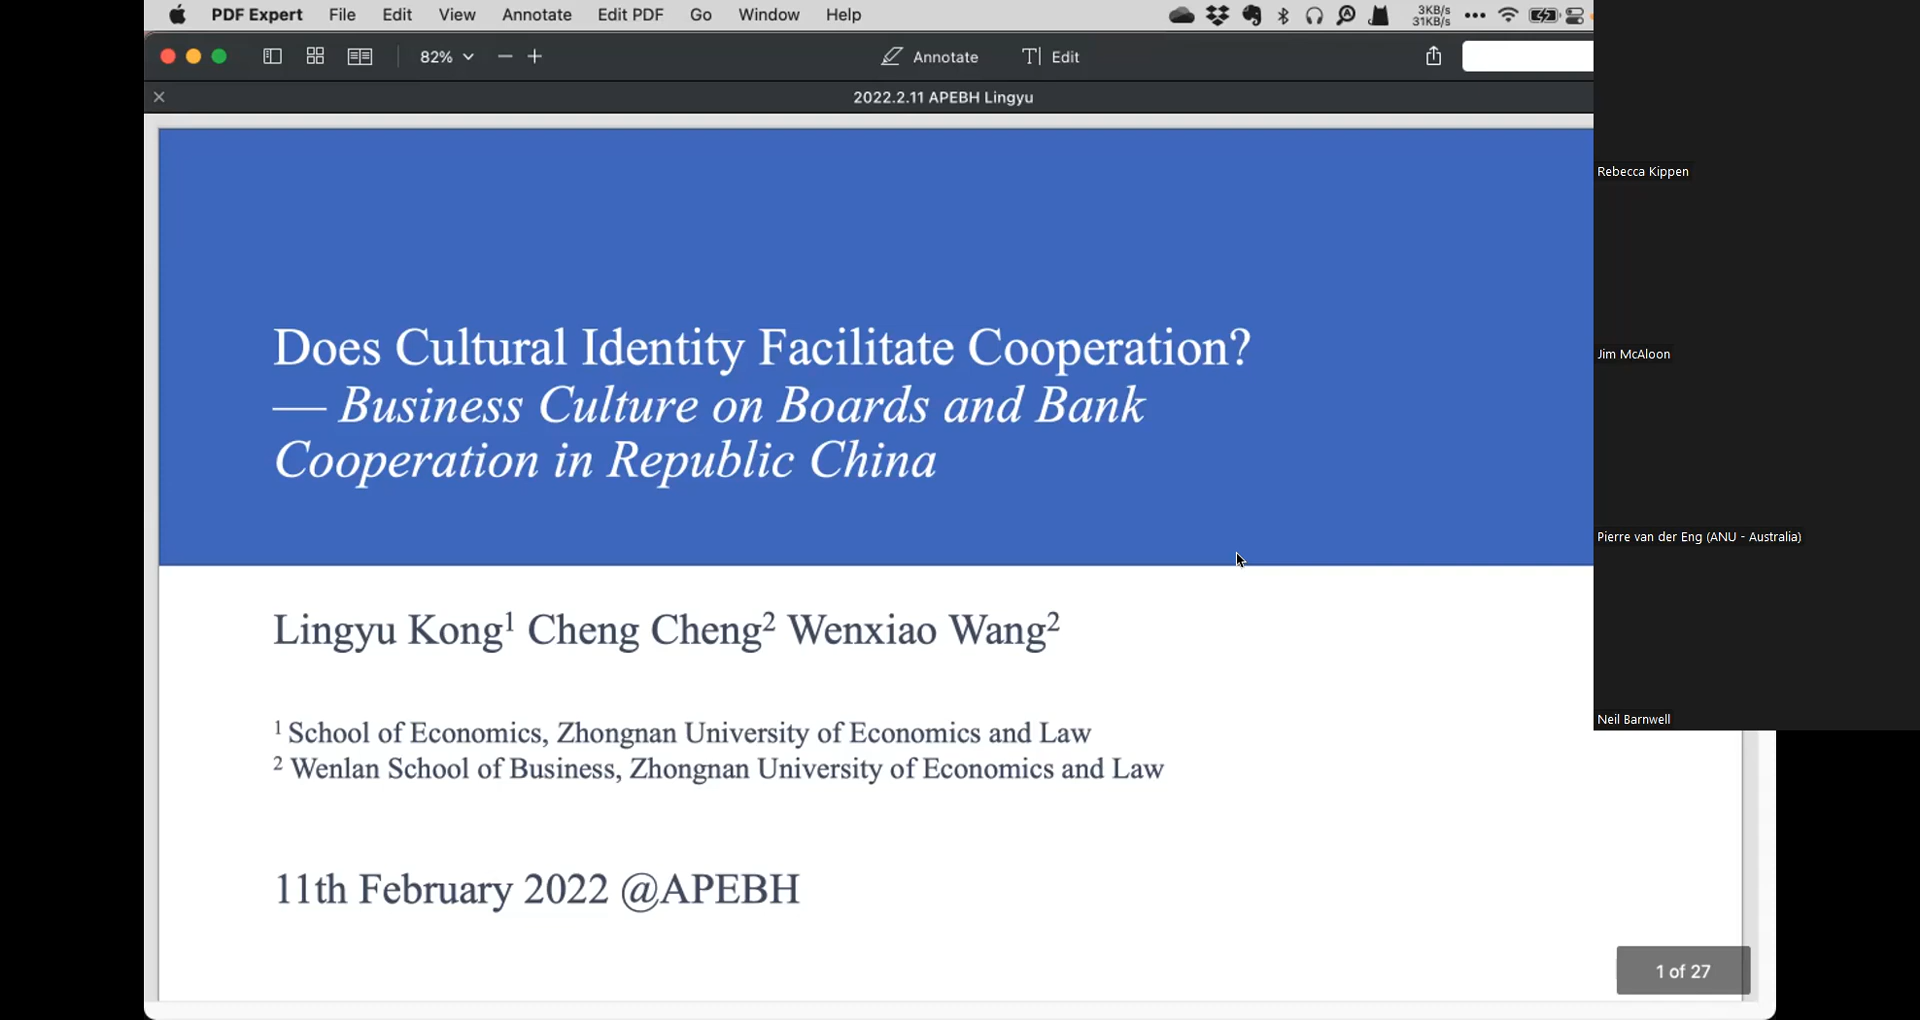 PDF Expert File Edit View Annotate Edit PDF Go Window Help
3KB/s
31KB/s
82% Annotate Edit
2022.2.11 APEBH Lingyu
Does Cultural Identity Facilitate Cooperation?
— Business Culture on Boards and Bank
Cooperation in Republic China
Lingyu Kong¹ Cheng Cheng² Wenxiao Wang²
¹ School of Economics, Zhongnan University of Economics and Law
² Wenlan School of Business, Zhongnan University of Economics and Law
11th February 2022 @APEBH
1 of 27
Rebecca Kippen
Jim McAloon
Pierre van der Eng (ANU - Australia)
Neil Barnwell